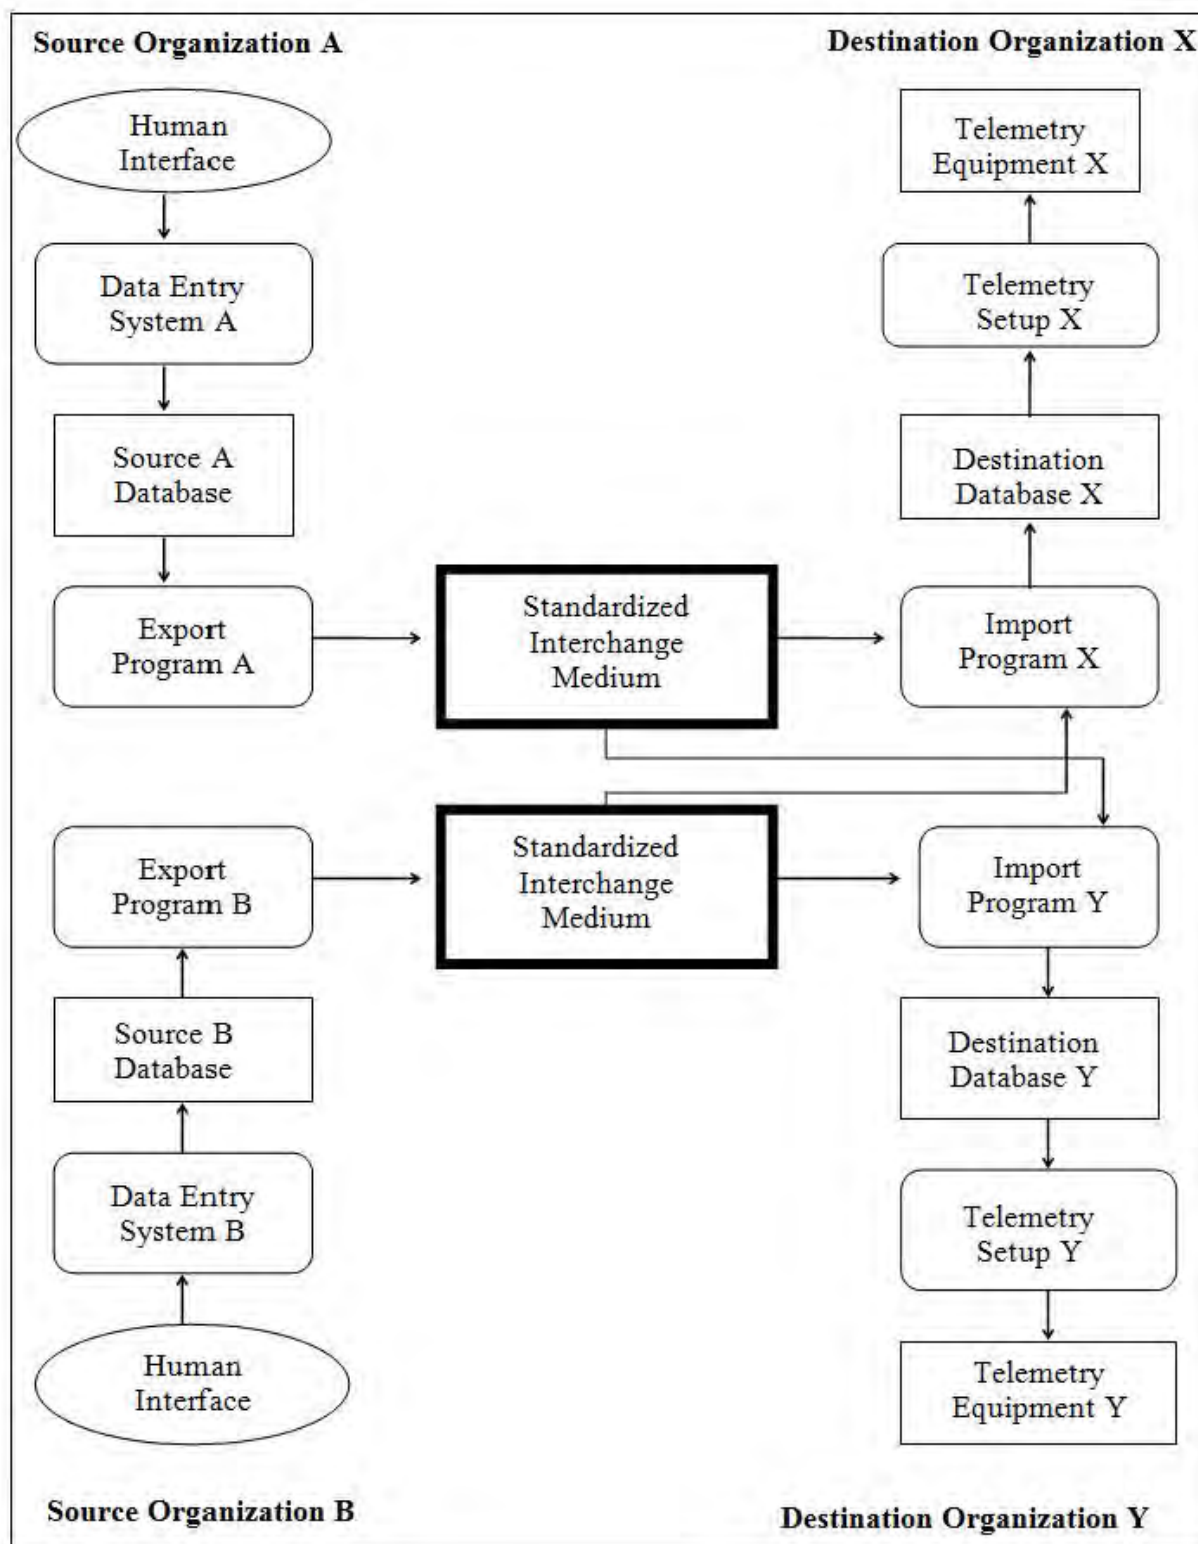 Source Organization A
Destination Organization X
Human
Interface
Telemetry
Equipment X
Data Entry
System A
Telemetry
Setup X
Source A
Database
Destination
Database X
Export
Program A
Standardized
Interchange
Medium
Import
Program X
Export
Program B
Standardized
Interchange
Medium
Import
Program Y
Source B
Database
Destination
Database Y
Data Entry
System B
Telemetry
Setup Y
Human
Interface
Telemetry
Equipment Y
Source Organization B
Destination Organization Y